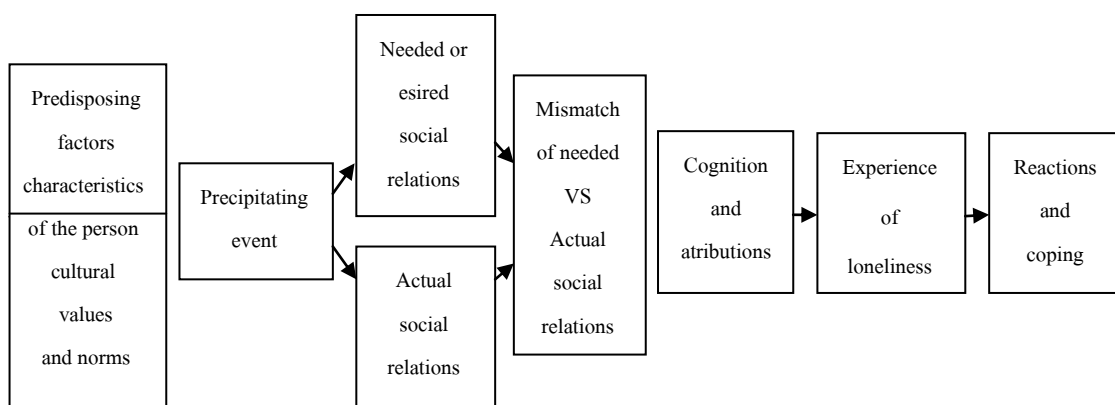 Predisposing
factors
characteristics
of the person
cultural
values
and norms
Precipitating
event
Needed or
esired
social
relations
Actual
social
relations
Mismatch
of needed
VS
Actual
social
relations
Cognition
and
atributions
Experience
of
loneliness
Reactions
and
coping